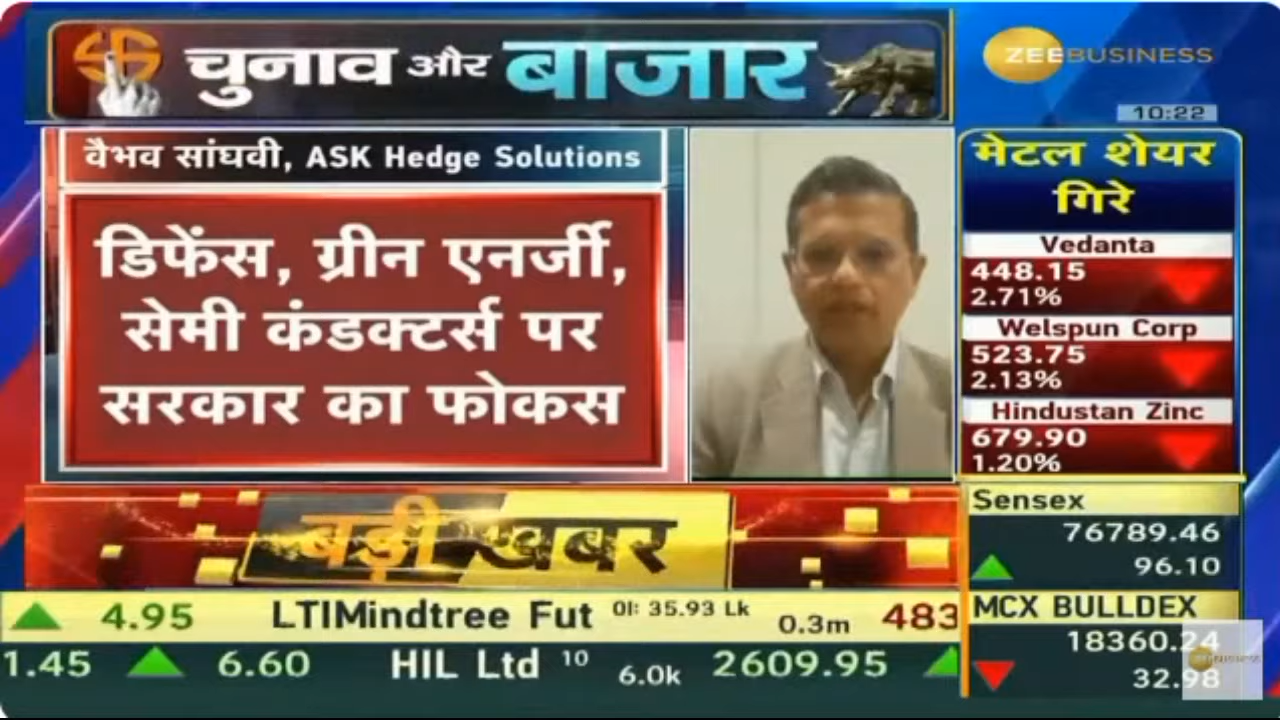 चुनाव और बाजार
ZEEBUSINESS
10:22
वैभव सांघवी, ASK Hedge Solutions
डिफेंस, ग्रीन एनर्जी,
सेमी कंडक्टर्स पर
सरकार का फोकस
मेटल शेयर
गिरे
Vedanta
448.15
2.71%
Welspun Corp
523.75
2.13%
Hindustan Zinc
679.90
1.20%
Sensex
76789.46
96.10
MCX BULLDEX
18360.24
32.98
बड़ी खबर
4.95 LTIMindtree Fut OI: 35.93 Lk 0.3m 483
1.45 6.60 HIL Ltd 10 6.0k 2609.95